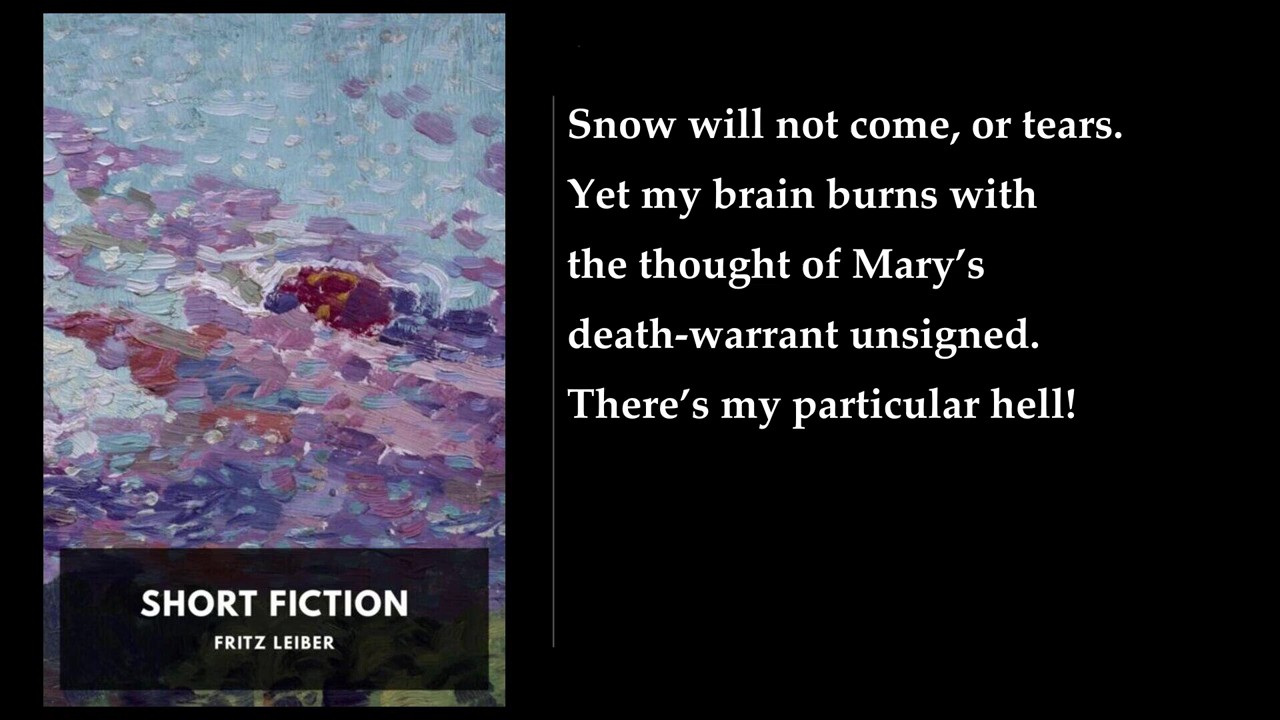 Snow will not come, or tears.
Yet my brain burns with
the thought of Mary’s
death-warrant unsigned.
There’s my particular hell!
SHORT FICTION
FRITZ LEIBER